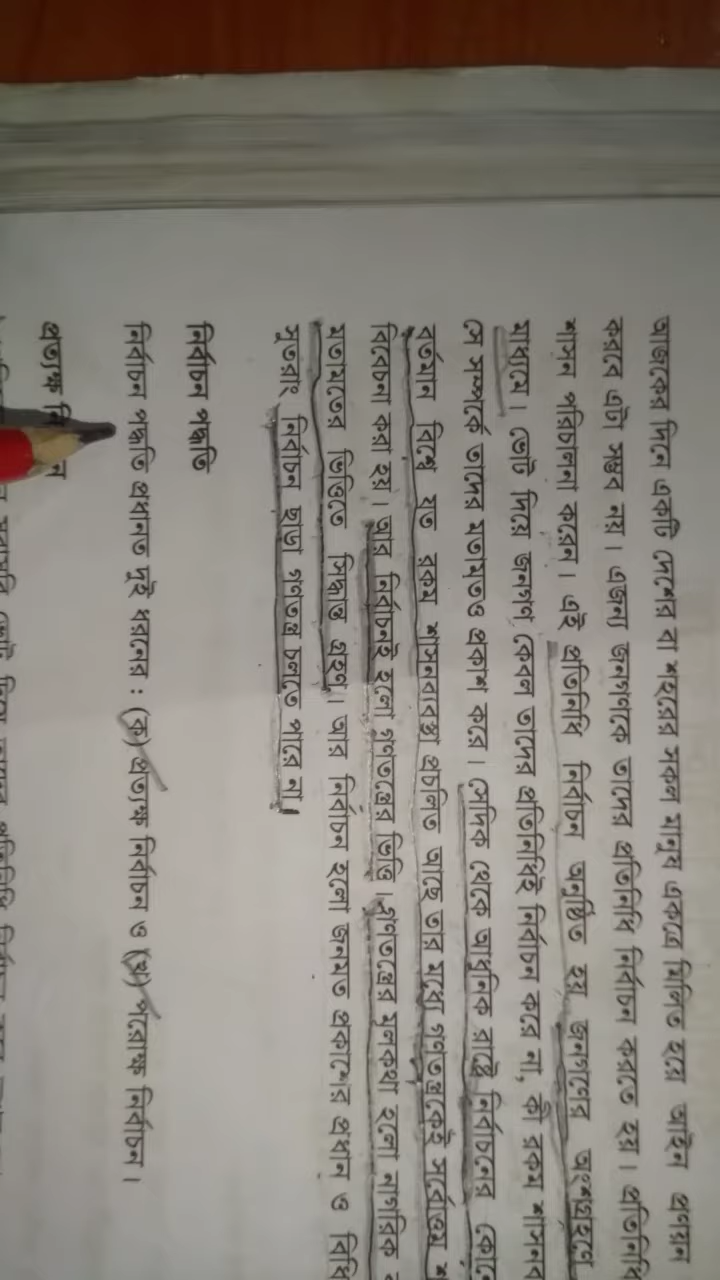 আজকের দিনে একটি দেশের বা শহরের সকল মানুষ একত্রে মিলিত হয়ে আইন প্রণয়ন
করবে এটা সম্ভব নয়। এজন্য জনগণকে তাদের প্রতিনিধি নির্বাচন করতে হয়। প্রতিনিধি
শাসন পরিচালনা করেন। এই প্রতিনিধি নির্বাচন অনুষ্ঠিত হয় জনগণের অংশগ্রহণে
মাধ্যমে। ভোট দিয়ে জনগণ কেবল তাদের প্রতিনিধিই নির্বাচন করে না, কী রকম শাসনব
সে সম্পর্কে তাদের মতামতও প্রকাশ করে। সেদিক থেকে আধুনিক রাষ্ট্রে নির্বাচনের কোনো
বর্তমান বিশ্বে যত রকম শাসনব্যবস্থা প্রচলিত আছে তার মধ্যে গণতন্ত্রকেই সর্বোত্তম
বিবেচনা করা হয়। আর নির্বাচনই হলো গণতন্ত্রের ভিত্তি। গণতন্ত্রের মূলকথা হলো নাগরিক
মতামতের ভিত্তিতে সিদ্ধান্ত গ্রহণ। আর নির্বাচন হলো জনমত প্রকাশের প্রধান ও বিধি
সুতরাং নির্বাচন ছাড়া গণতন্ত্র চলতে পারে না।
নির্বাচন পদ্ধতি
নির্বাচন পদ্ধতি প্রধানত দুই ধরনের : (ক) প্রত্যক্ষ নির্বাচন ও (খ) পরোক্ষ নির্বাচন।
প্রত্যক্ষ